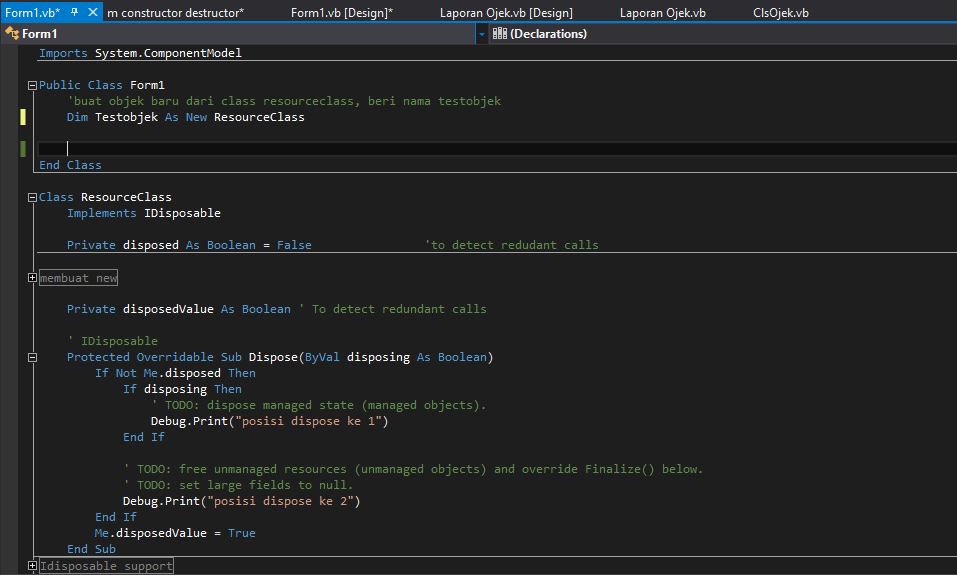 Form1.vb* m constructor destructor* Form1.vb [Design]* Laporan Ojek.vb [Design] Laporan Ojek.vb ClsOjek.vb
Form1 (Declarations)
Imports System.ComponentModel
Public Class Form1
'buat objek baru dari class resourceclass, beri nama testobjek
Dim Testobjek As New ResourceClass
End Class
Class ResourceClass
Implements IDisposable
Private disposed As Boolean = False 'to detect redudant calls
membuat new
Private disposedValue As Boolean ' To detect redundant calls
' IDisposable
Protected Overridable Sub Dispose(ByVal disposing As Boolean)
If Not Me.disposed Then
If disposing Then
' TODO: dispose managed state (managed objects).
Debug.Print("posisi dispose ke 1")
End If
' TODO: free unmanaged resources (unmanaged objects) and override Finalize() below.
' TODO: set large fields to null.
Debug.Print("posisi dispose ke 2")
End If
Me.disposedValue = True
End Sub
Idisposable support